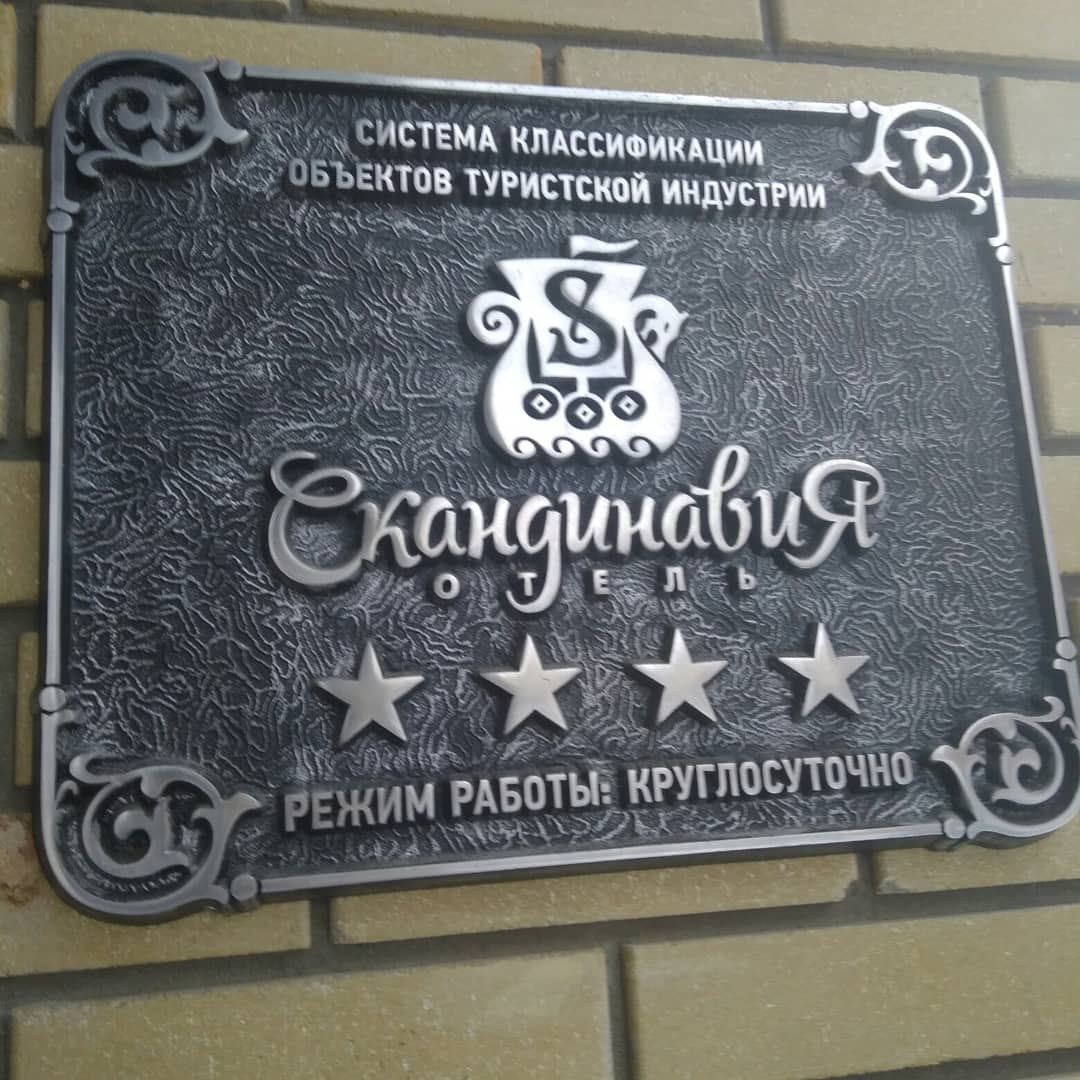 СИСТЕМА КЛАССИФИКАЦИИ
ОБЪЕКТОВ ТУРИСТСКОЙ ИНДУСТРИИ
S
СкандинавиЯ
ОТЕЛЬ
РЕЖИМ РАБОТЫ: КРУГЛОСУТОЧНО